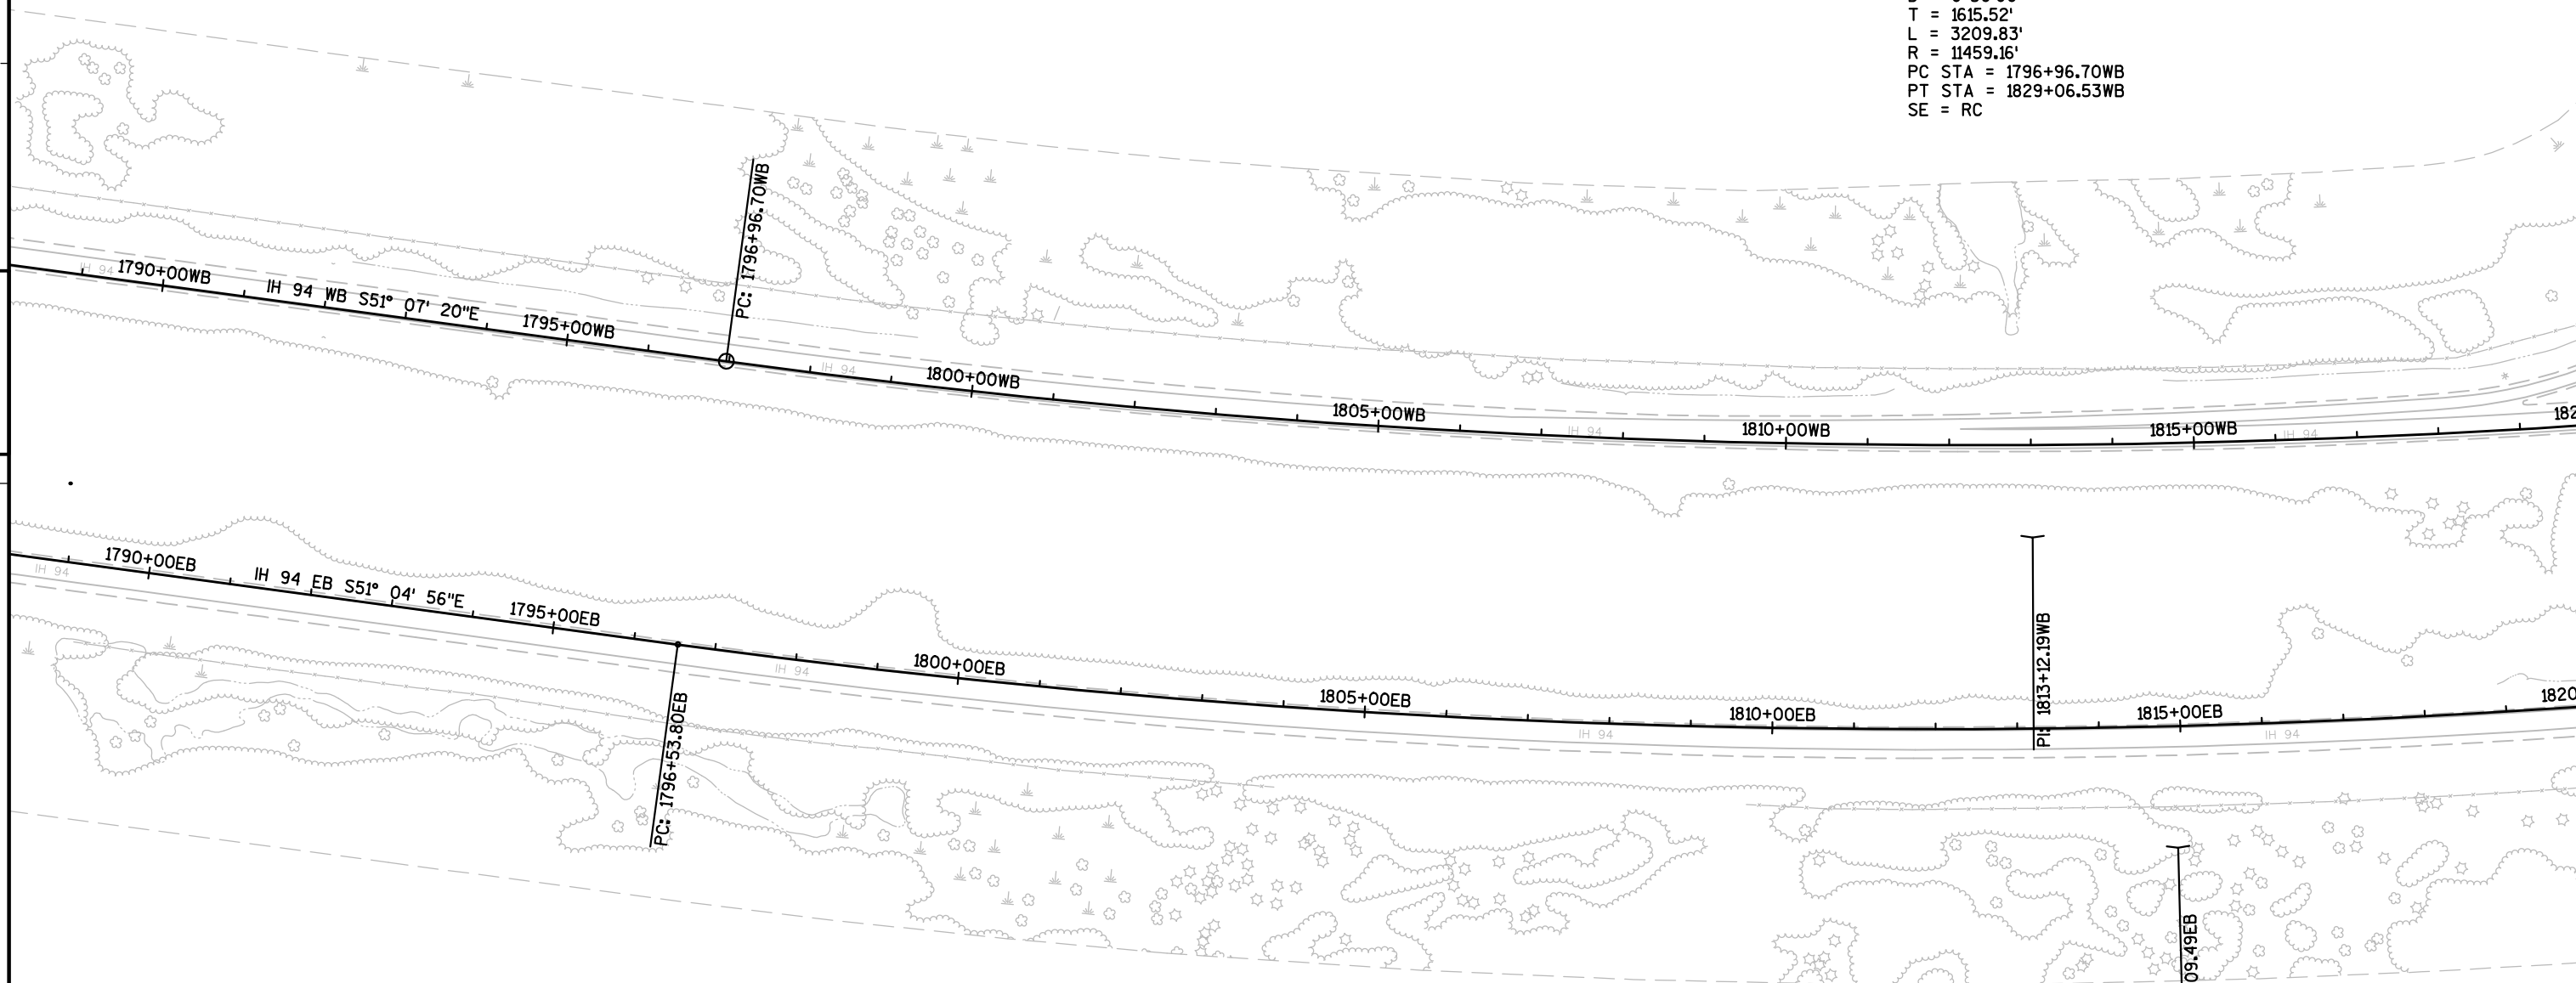 T = 1615.52'
L = 3209.83'
R = 11459.16'
PC STA = 1796+96.70WB
PT STA = 1829+06.53WB
SE = RC
PC: 1796+96.70WB
IH 94
1790+00WB
IH 94 WB S51° 07' 20"E
1795+00WB
IH 94
1800+00WB
1805+00WB
IH 94
1810+00WB
1815+00WB
IH 94
182
IH 94
1790+00EB
IH 94 EB S51° 04' 56"E
1795+00EB
IH 94
1800+00EB
1805+00EB
IH 94
1810+00EB
PI: 1813+12.19WB
1815+00EB
IH 94
1820
PC: 1796+53.80EB
09.49EB